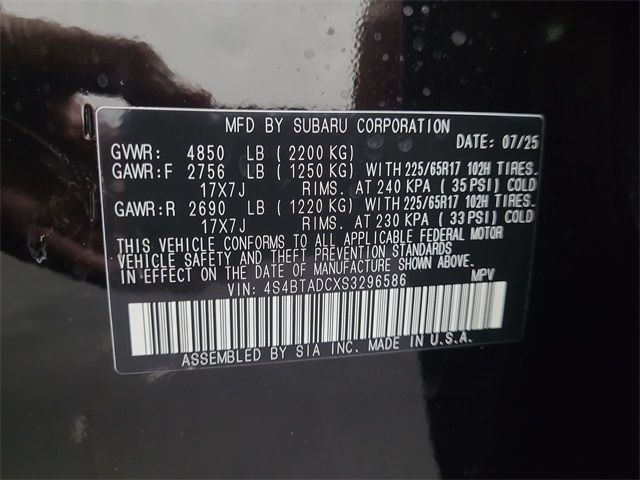 MFD BY SUBARU CORPORATION
DATE: 07/25
GVWR: 4850 LB (2200 KG)
GAWR:F 2756 LB (1250 KG) WITH 225/65R17 102H TIRES.
17X7J RIMS. AT 240 KPA (35 PSI) COLD
GAWR:R 2690 LB (1220 KG) WITH 225/65R17 102H TIRES.
17X7J RIMS. AT 230 KPA (33 PSI) COLD
THIS VEHICLE CONFORMS TO ALL APPLICABLE FEDERAL MOTOR
VEHICLE SAFETY AND THEFT PREVENTION STANDARDS
IN EFFECT ON THE DATE OF MANUFACTURE SHOWN ABOVE.
VIN: 4S4BTADCXS3296586 MPV
ASSEMBLED BY SIA INC. MADE IN U.S.A.